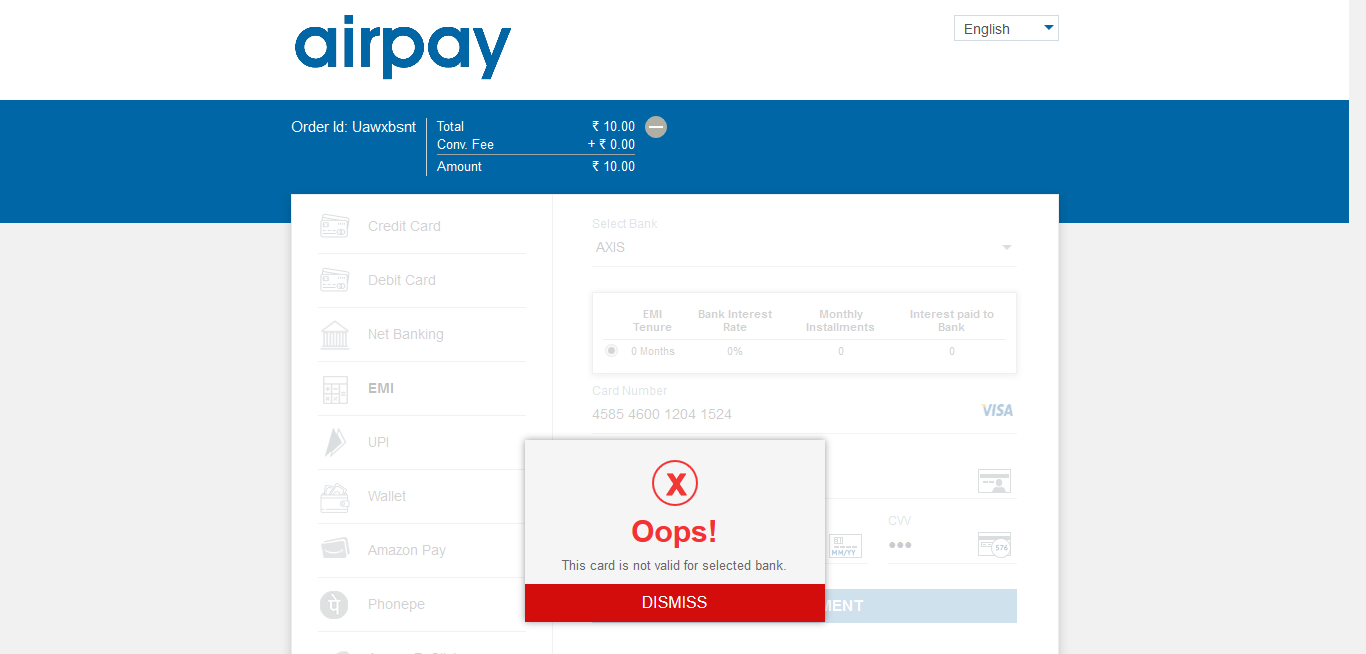 airpay
English
Order Id: Uawxbsnt
Total ₹ 10.00
Conv. Fee + ₹ 0.00
Amount ₹ 10.00
Credit Card
Debit Card
Net Banking
EMI
UPI
Wallet
Amazon Pay
Phonepe
Select Bank
AXIS
EMI Bank Interest Monthly Interest paid to
Tenure Rate Installments Bank
0 Months 0% 0 0
Card Number
4585 4600 1204 1524
VISA
X
Oops!
This card is not valid for selected bank.
DISMISS
MM/YY
CVV
576
MENT